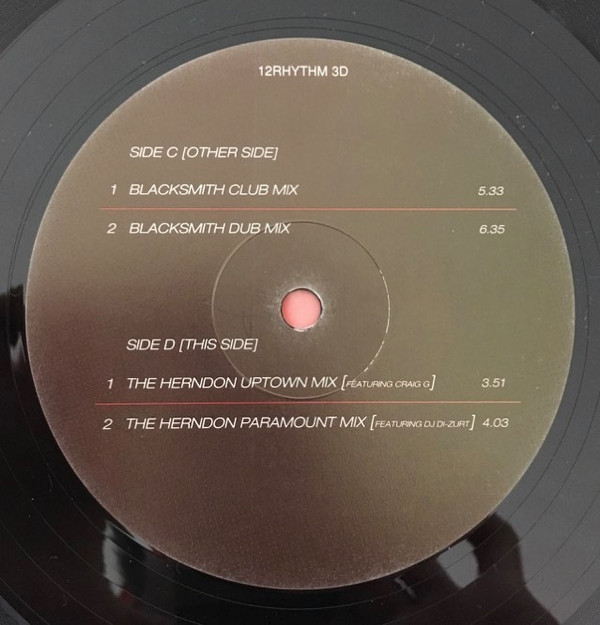 12RHYTHM 3D
SIDE C [OTHER SIDE]
1 BLACKSMITH CLUB MIX 5.33
2 BLACKSMITH DUB MIX 6.35
SIDE D [THIS SIDE]
1 THE HERNDON UPTOWN MIX [FEATURING CRAIG G] 3.51
2 THE HERNDON PARAMOUNT MIX [FEATURING DJ DI-ZURT] 4.03